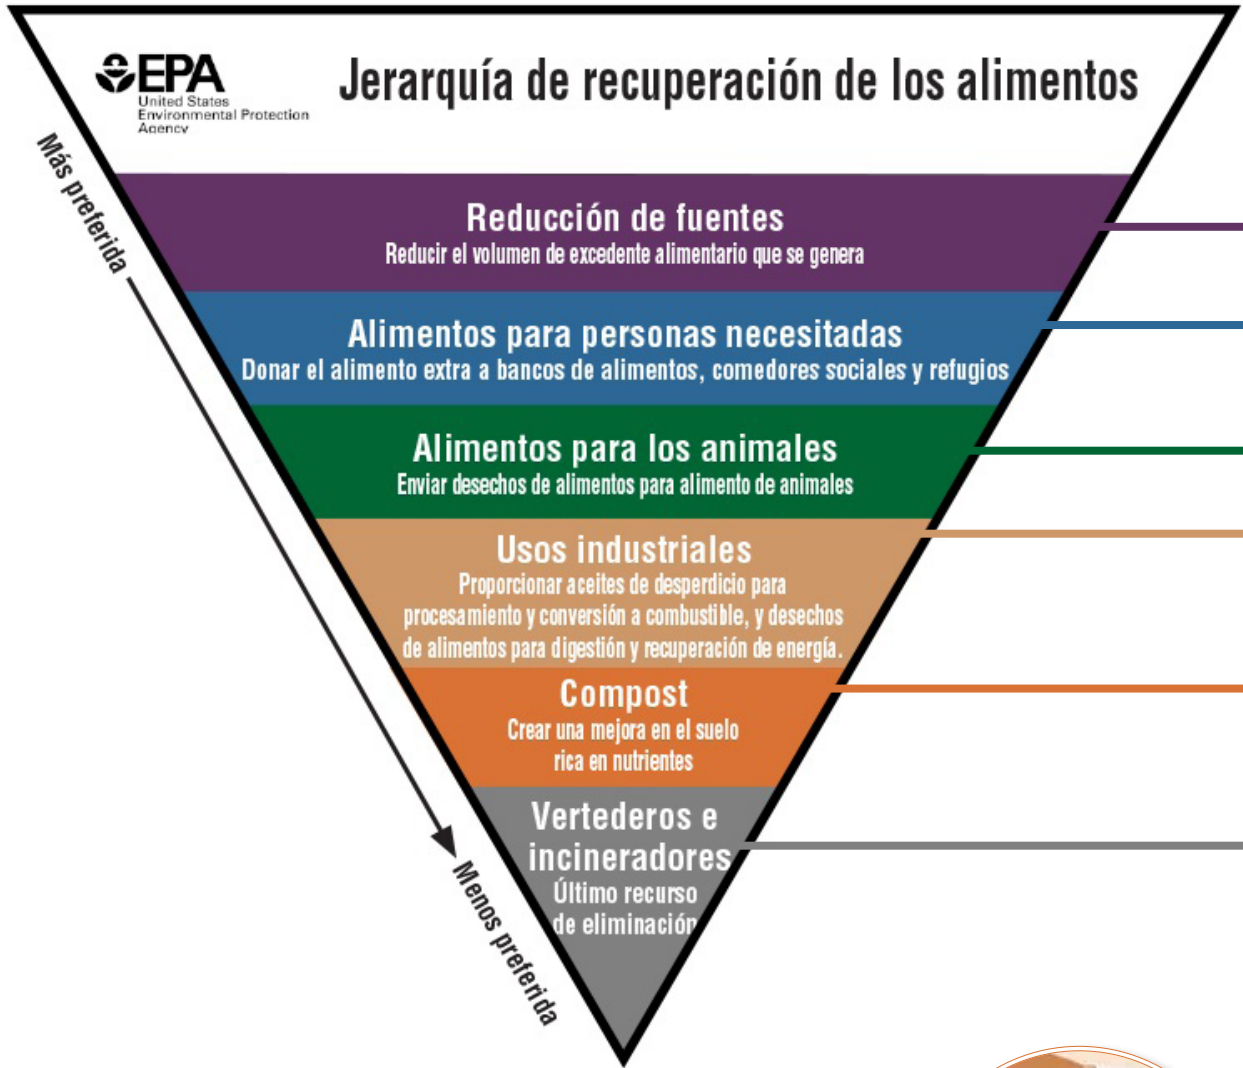 EPA
United States
Environmental Protection
Agency
Jerarquía de recuperación de los alimentos
Más preferida
Reducción de fuentes
Reducir el volumen de excedente alimentario que se genera
Alimentos para personas necesitadas
Donar el alimento extra a bancos de alimentos, comedores sociales y refugios
Alimentos para los animales
Enviar desechos de alimentos para alimento de animales
Usos industriales
Proporcionar aceites de desperdicio para
procesamiento y conversión a combustible, y desechos
de alimentos para digestión y recuperación de energía.
Compost
Crear una mejora en el suelo
rica en nutrientes
Vertederos e
incineradores
Último recurso
de eliminación
Menos preferida